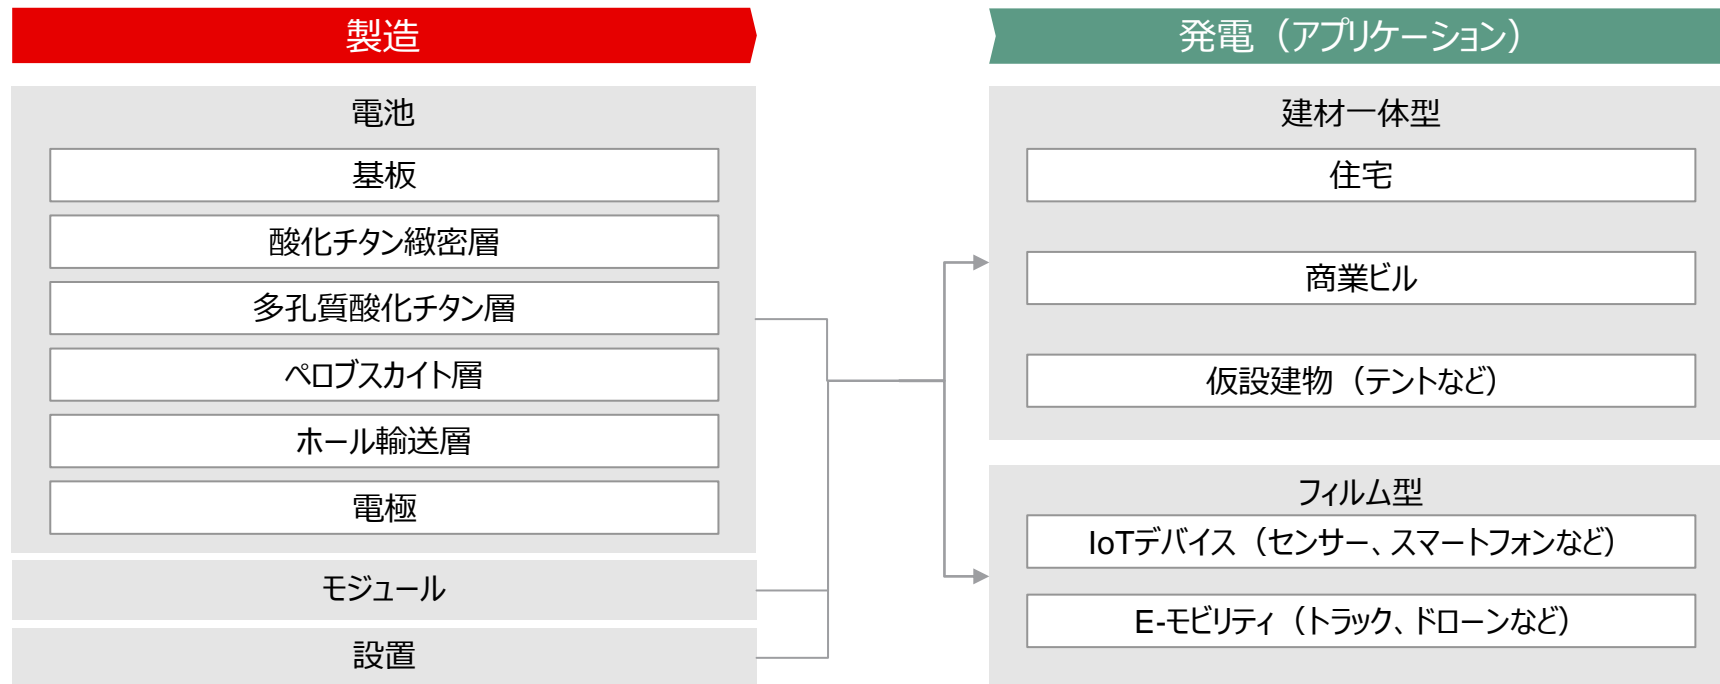 製造
電池
基板
酸化チタン緻密層
多孔質酸化チタン層
ペロブスカイト層
ホール輸送層
電極
モジュール
設置
発電（アプリケーション）
建材一体型
住宅
商業ビル
仮設建物（テントなど）
フィルム型
IoTデバイス（センサー、スマートフォンなど）
E-モビリティ（トラック、ドローンなど）